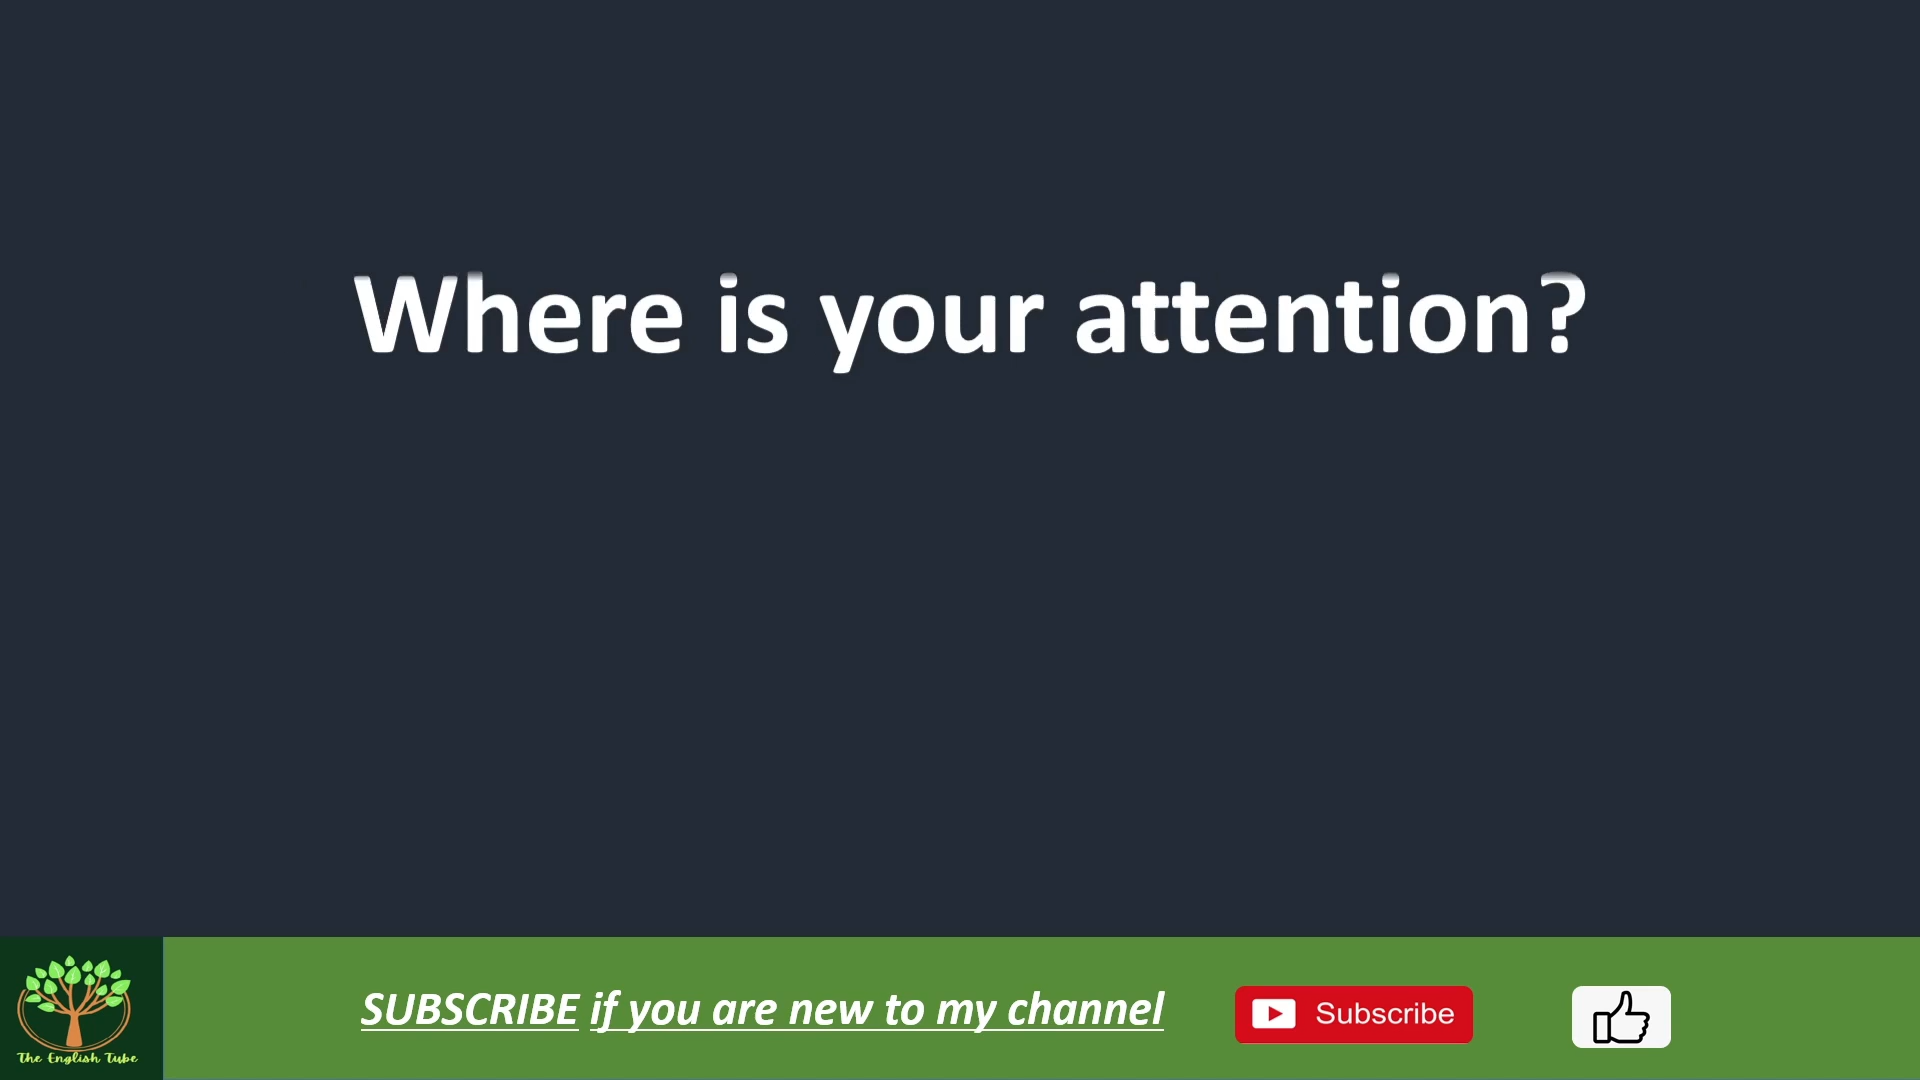 Where is your attention?
SUBSCRIBE if you are new to my channel
Subscribe
The English Tube